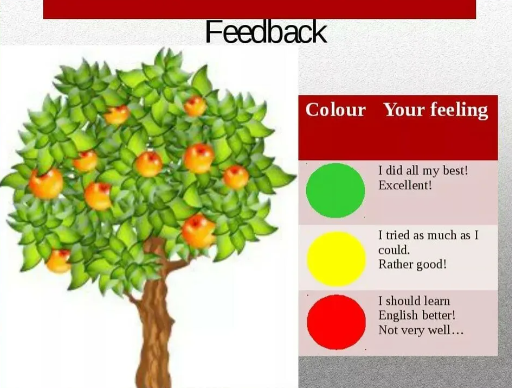 Feedback
Colour Your feeling
I did all my best!
Excellent!
I tried as much as I
could.
Rather good!
I should learn
English better!
Not very well…